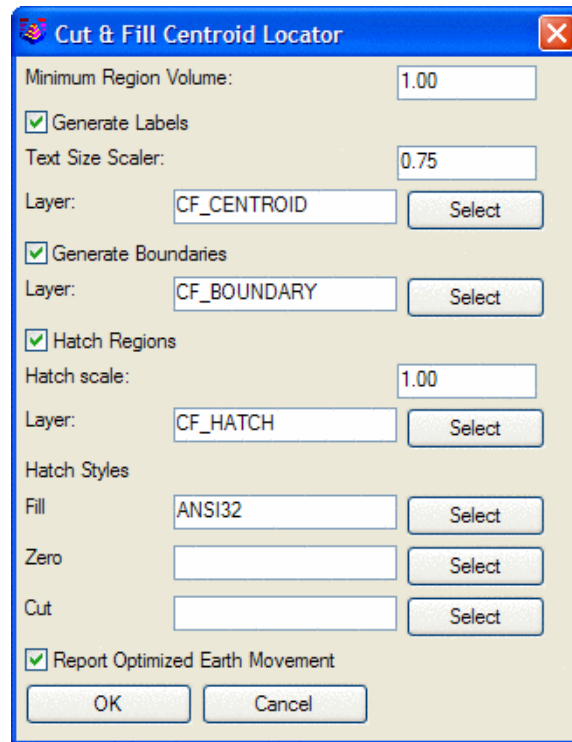 Cut & Fill Centroid Locator
Minimum Region Volume: 1.00
Generate Labels
Text Size Scaler: 0.75
Layer: CF_CENTROID Select
Generate Boundaries
Layer: CF_BOUNDARY Select
Hatch Regions
Hatch scale: 1.00
Layer: CF_HATCH Select
Hatch Styles
Fill ANSI32 Select
Zero Select
Cut Select
Report Optimized Earth Movement
OK Cancel